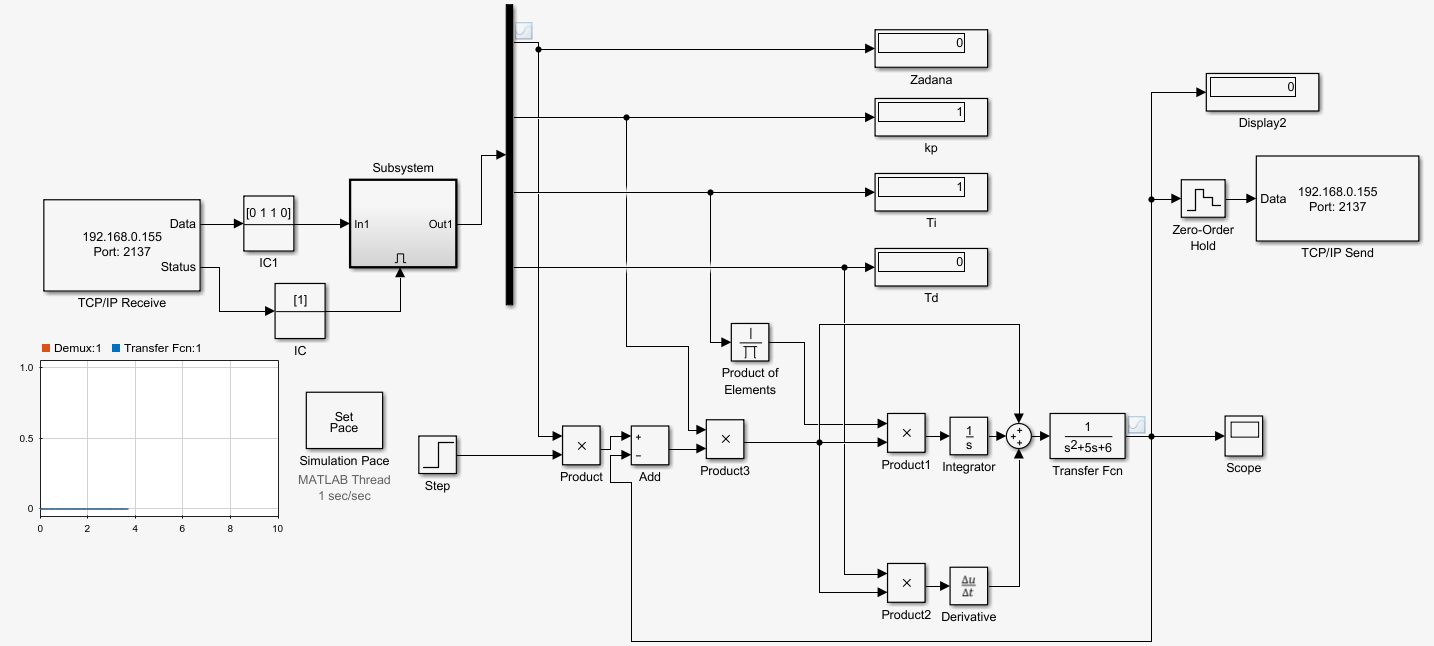 0
Zadana
1
kp
1
Ti
0
Td
0
Display2
Subsystem
In1
Out1
192.168.0.155
Port: 2137
Data
Status
TCP/IP Receive
[0 1 1 0]
IC1
[1]
IC
Data
192.168.0.155
Port: 2137
TCP/IP Send
Zero-Order
Hold
Demux:1 Transfer Fcn:1
1.0
0.5
0
0 2 4 6 8 10
Set
Pace
Simulation Pace
MATLAB Thread
1 sec/sec
Step
×
Product
+
−
Add
×
Product3
Product of
Elements
×
Product1
1
s
Integrator
+
+
+
1
s²+5s+6
Transfer Fcn
Scope
×
Product2
Δu
Δt
Derivative